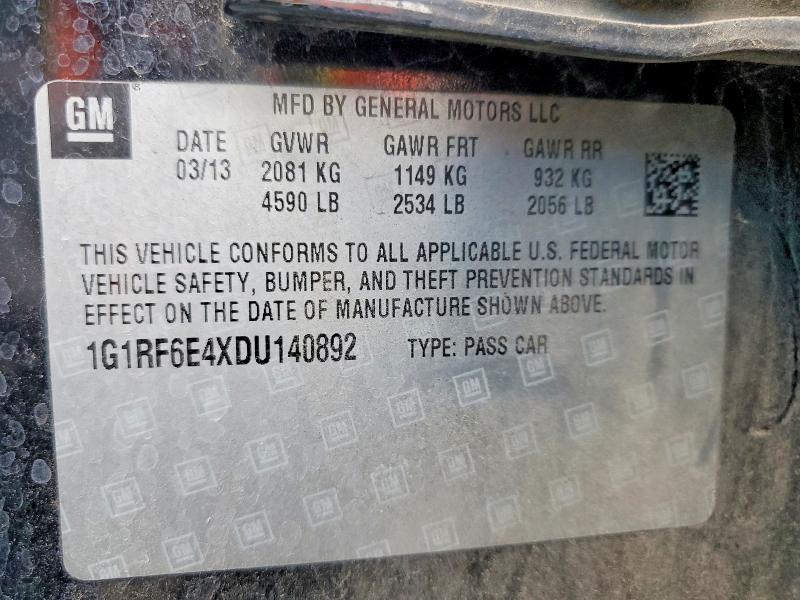 GM
MFD BY GENERAL MOTORS LLC
DATE GVWR GAWR FRT GAWR RR
03/13 2081 KG 1149 KG 932 KG
4590 LB 2534 LB 2056 LB
THIS VEHICLE CONFORMS TO ALL APPLICABLE U.S. FEDERAL MOTOR
VEHICLE SAFETY, BUMPER, AND THEFT PREVENTION STANDARDS IN
EFFECT ON THE DATE OF MANUFACTURE SHOWN ABOVE.
1G1RF6E4XDU140892 TYPE: PASS CAR